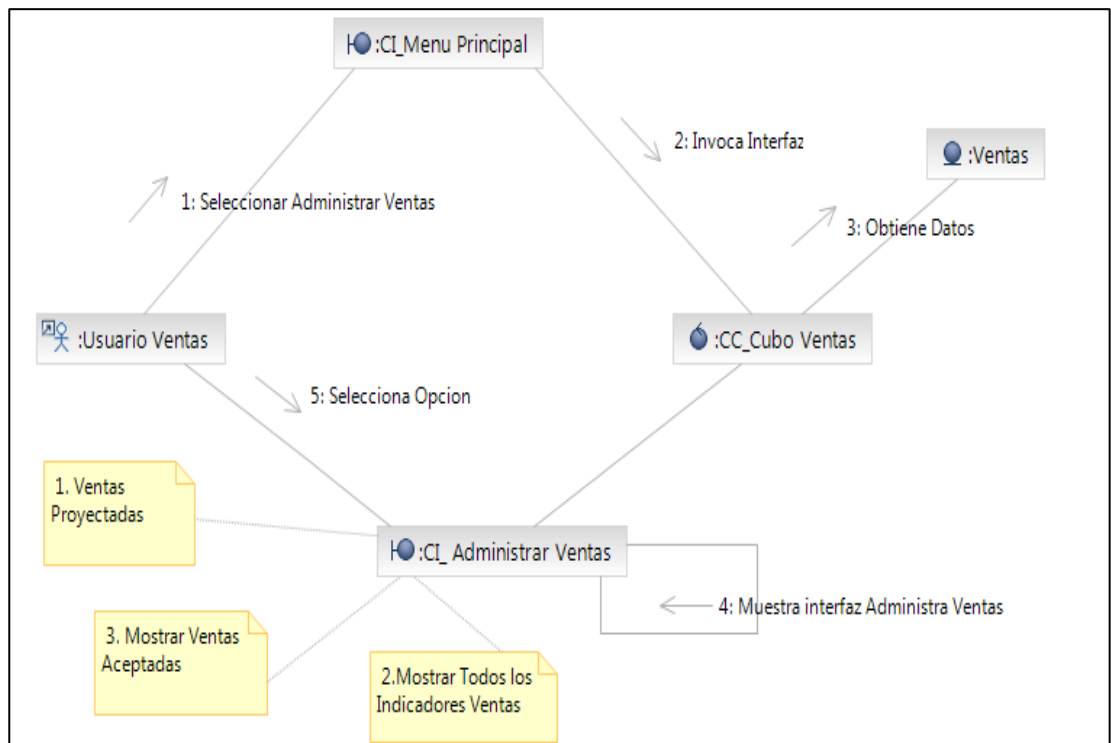 :CI_Menu Principal
2: Invoca Interfaz
:Ventas
1: Seleccionar Administrar Ventas
3: Obtiene Datos
:Usuario Ventas
:CC_Cubo Ventas
5: Selecciona Opcion
1. Ventas
Proyectadas
:CI_ Administrar Ventas
4: Muestra interfaz Administra Ventas
3. Mostrar Ventas
Aceptadas
2.Mostrar Todos los
Indicadores Ventas